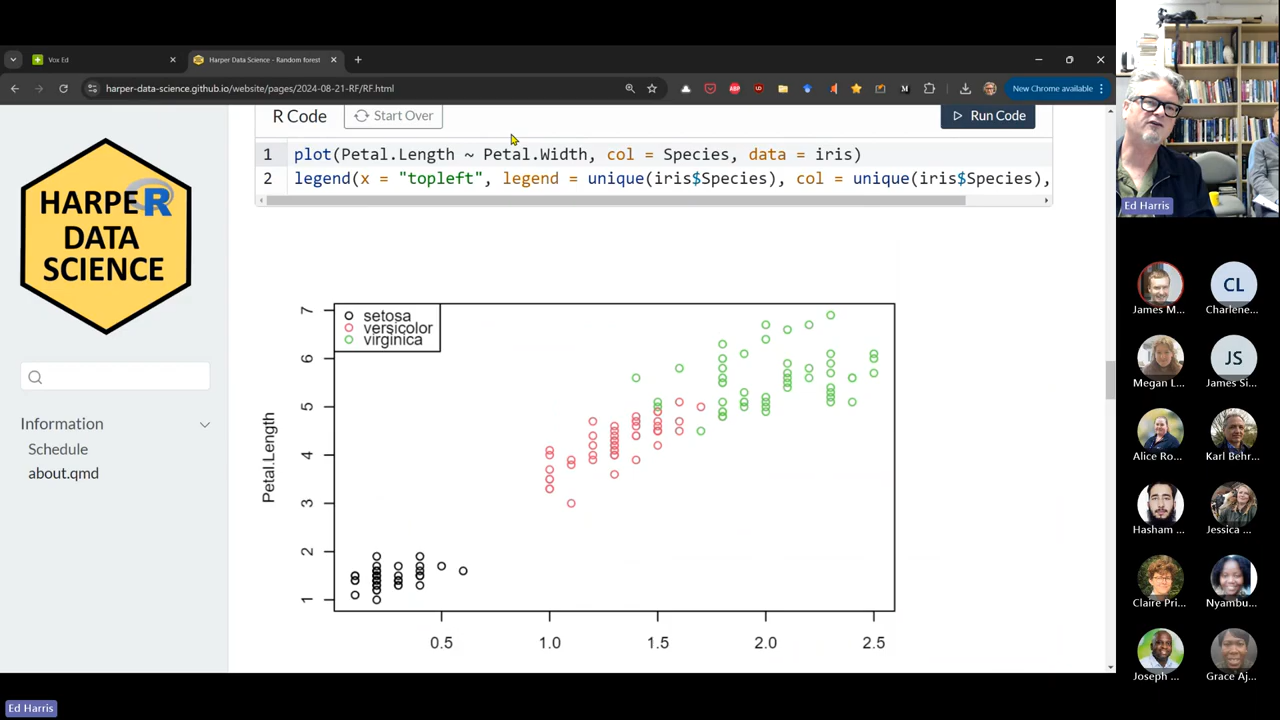 Vox Ed
Harper Data Science - Random forest
harper-data-science.github.io/website/pages/2024-08-21-RF/RF.html
New Chrome available
HARPER
DATA
SCIENCE
Information
Schedule
about.qmd
R Code
Start Over
Run Code
1 plot(Petal.Length ~ Petal.Width, col = Species, data = iris)
2 legend(x = "topleft", legend = unique(iris$Species), col = unique(iris$Species),
setosa
versicolor
virginica
Petal.Length
7
6
5
4
3
2
1
0.5 1.0 1.5 2.0 2.5
Ed Harris
James M...
CL
Charlene...
Megan L...
JS
James Si...
Alice Ro...
Karl Behr...
Hasham ...
Jessica ...
Claire Pri...
Nyambu...
Joseph ...
Grace Aj...
Ed Harris